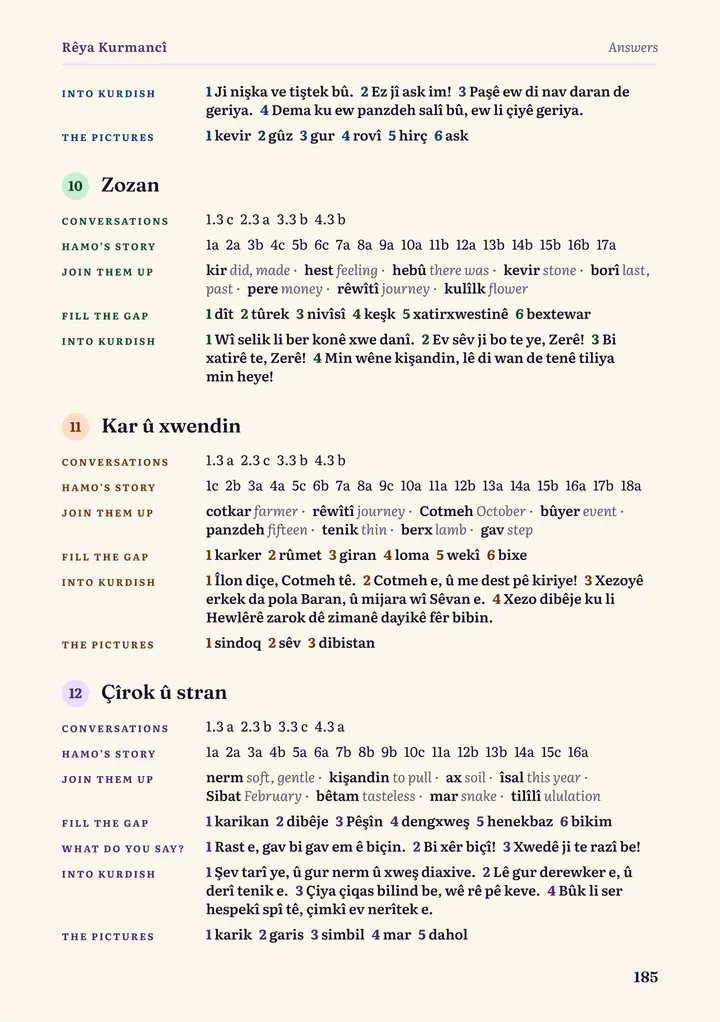 Rêya Kurmancî Answers
INTO KURDISH 1 Ji nişka ve tiştek bû. 2 Ez jî ask im! 3 Paşê ew di nav daran de
geriya. 4 Dema ku ew panzdeh salî bû, ew li çiyê geriya.
THE PICTURES 1 kevir 2 gûz 3 gur 4 rovî 5 hirç 6 ask
10 Zozan
CONVERSATIONS 1.3 c 2.3 a 3.3 b 4.3 b
HAMO'S STORY 1a 2a 3b 4c 5b 6c 7a 8a 9a 10a 11b 12a 13b 14b 15b 16b 17a
JOIN THEM UP kir did, made · hest feeling · hebû there was · kevir stone · borî last,
past · pere money · rêwîtî journey · kulîlk flower
FILL THE GAP 1 dît 2 tûrek 3 nivîsî 4 keşk 5 xatirxwestinê 6 bextewar
INTO KURDISH 1 Wî selik li ber konê xwe danî. 2 Ev sêv ji bo te ye, Zerê! 3 Bi
xatirê te, Zerê! 4 Min wêne kişandin, lê di wan de tenê tiliya
min heye!
11 Kar û xwendin
CONVERSATIONS 1.3 a 2.3 c 3.3 b 4.3 b
HAMO'S STORY 1c 2b 3a 4a 5c 6b 7a 8a 9c 10a 11a 12b 13a 14a 15b 16a 17b 18a
JOIN THEM UP cotkar farmer · rêwîtî journey · Cotmeh October · bûyer event ·
panzdeh fifteen · tenik thin · berx lamb · gav step
FILL THE GAP 1 karker 2 rûmet 3 giran 4 loma 5 wekî 6 bixe
INTO KURDISH 1 Îlon diçe, Cotmeh tê. 2 Cotmeh e, û me dest pê kiriye! 3 Xezoyê
erkek da pola Baran, û mijara wî Sêvan e. 4 Xezo dibêje ku li
Hewlêrê zarok dê zimanê dayikê fêr bibin.
THE PICTURES 1 sindoq 2 sêv 3 dibistan
12 Çîrok û stran
CONVERSATIONS 1.3 a 2.3 b 3.3 c 4.3 a
HAMO'S STORY 1a 2a 3a 4b 5a 6a 7b 8b 9b 10c 11a 12b 13b 14a 15c 16a
JOIN THEM UP nerm soft, gentle · kişandin to pull · ax soil · îsal this year ·
Sibat February · bêtam tasteless · mar snake · tilîlî ululation
FILL THE GAP 1 karikan 2 dibêje 3 Pêşîn 4 dengxweş 5 henekbaz 6 bikim
WHAT DO YOU SAY? 1 Rast e, gav bi gav em ê biçin. 2 Bi xêr biçî! 3 Xwedê ji te razî be!
INTO KURDISH 1 Şev tarî ye, û gur nerm û xweş diaxive. 2 Lê gur derewker e, û
derî tenik e. 3 Çiya çiqas bilind be, wê rê pê keve. 4 Bûk li ser
hespekî spî tê, çimkî ev nerîtek e.
THE PICTURES 1 karik 2 garis 3 simbil 4 mar 5 dahol
185